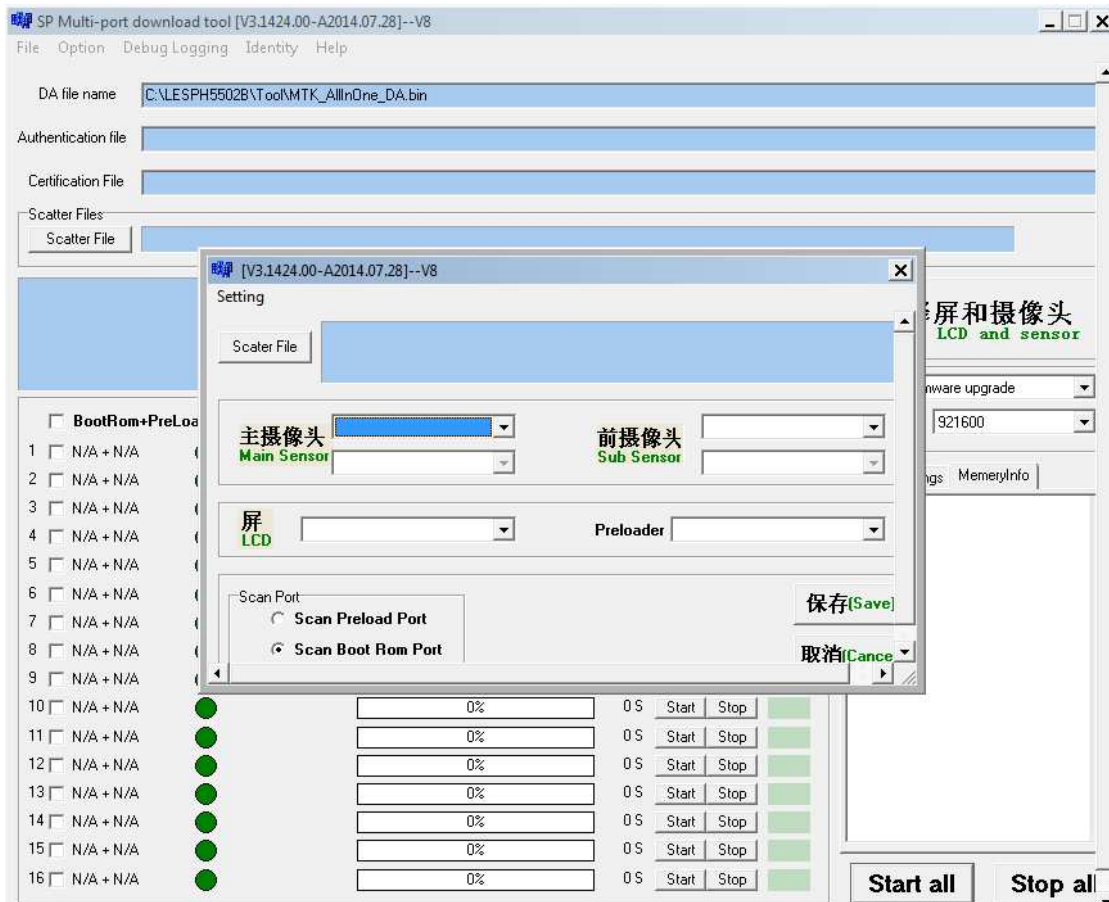 SP Multi-port download tool [V3.1424.00-A2014.07.28]--V8
File Option Debug Logging Identity Help
DA file name C:\LESPH5502B\Tool\MTK_AllInOne_DA.bin
Authentication file
Certification File
Scatter Files
Scatter File
[V3.1424.00-A2014.07.28]--V8
Setting
Scater File
主摄像头
Main Sensor
前摄像头
Sub Sensor
屏
LCD
Preloader
Scan Port
Scan Preload Port
Scan Boot Rom Port
保存(Save)
取消(Cance
屏和摄像头
LCD and sensor
mware upgrade
921600
ngs MemeryInfo
BootRom+PreLoa
1 N/A + N/A
2 N/A + N/A
3 N/A + N/A
4 N/A + N/A
5 N/A + N/A
6 N/A + N/A
7 N/A + N/A
8 N/A + N/A
9 N/A + N/A
10 N/A + N/A 0% 0 S Start Stop
11 N/A + N/A 0% 0 S Start Stop
12 N/A + N/A 0% 0 S Start Stop
13 N/A + N/A 0% 0 S Start Stop
14 N/A + N/A 0% 0 S Start Stop
15 N/A + N/A 0% 0 S Start Stop
16 N/A + N/A 0% 0 S Start Stop
Start all Stop all